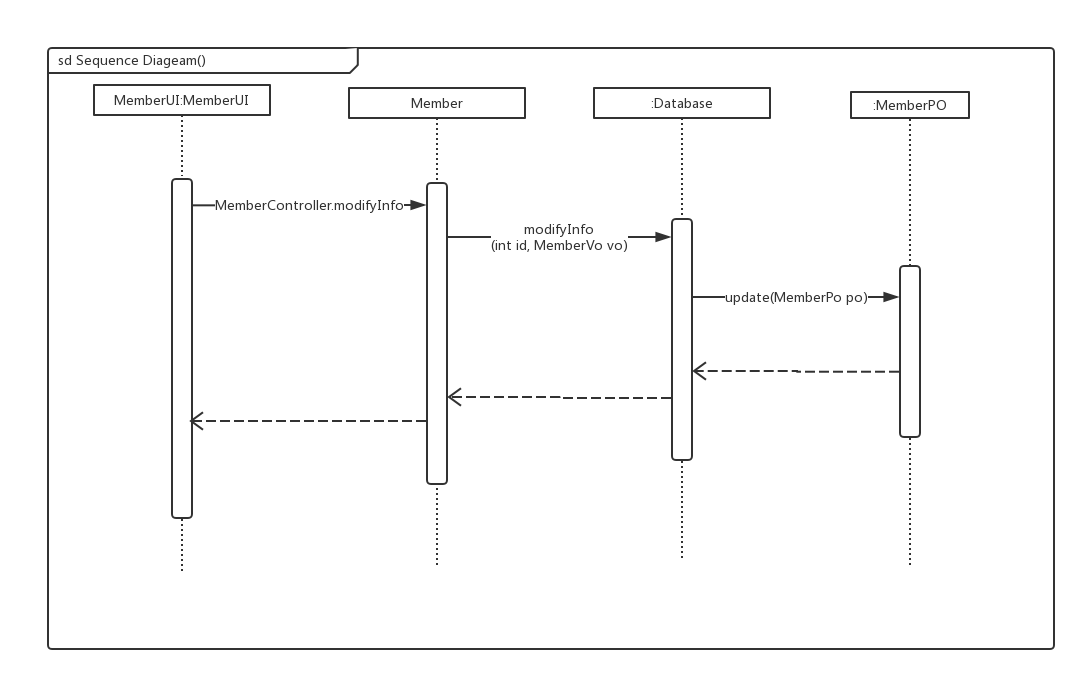 sd Sequence Diageam()
MemberUI:MemberUI
Member
:Database
:MemberPO
MemberController.modifyInfo
modifyInfo
(int id, MemberVo vo)
update(MemberPo po)